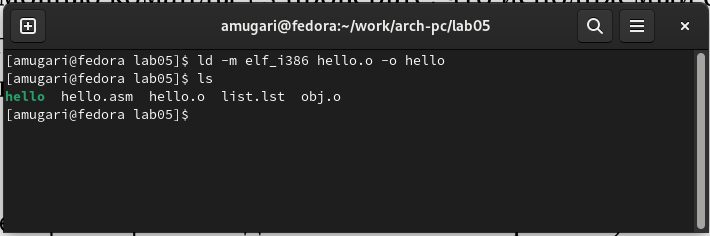 amugari@fedora:~/work/arch-pc/lab05
[amugari@fedora lab05]$ ld -m elf_i386 hello.o -o hello
[amugari@fedora lab05]$ ls
hello  hello.asm  hello.o  list.lst  obj.o
[amugari@fedora lab05]$